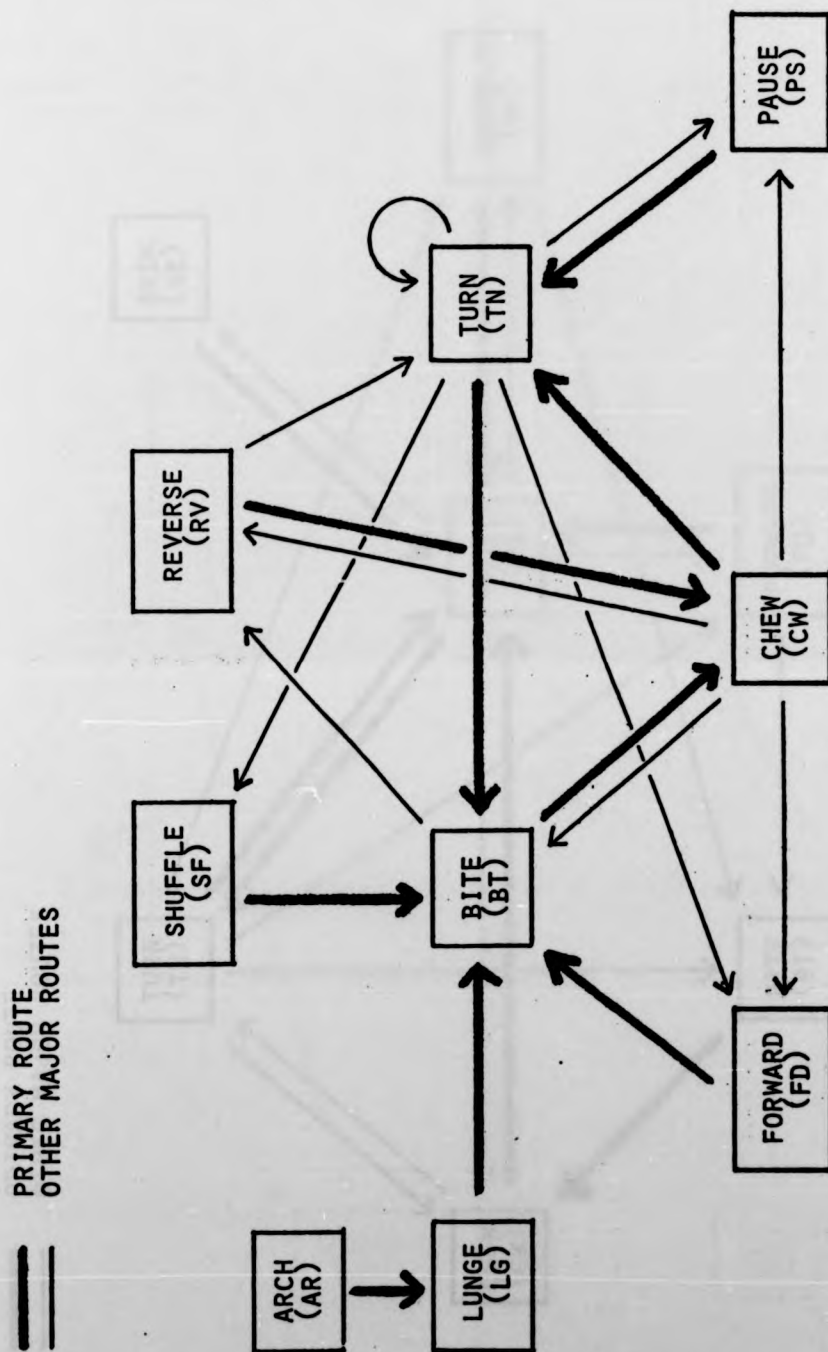 PRIMARY ROUTE
OTHER MAJOR ROUTES
ARCH
(AR)
LUNGE
(LG)
SHUFFLE
(SF)
BITE
(BT)
FORWARD
(FD)
REVERSE
(RV)
CHEW
(CW)
TURN
(TN)
PAUSE
(PS)